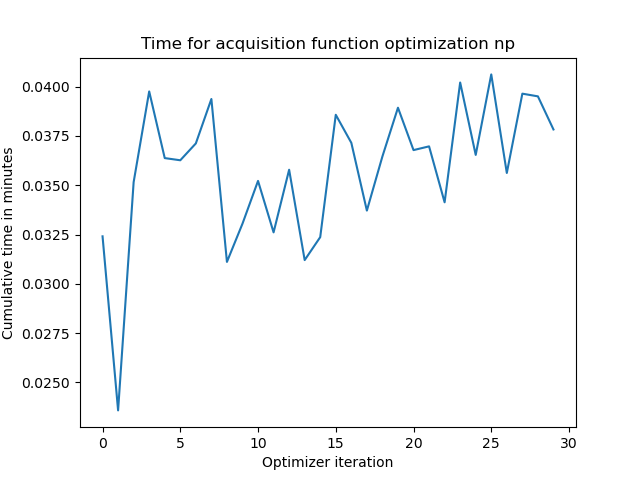 Time for acquisition function optimization np
Cumulative time in minutes
0.0400
0.0375
0.0350
0.0325
0.0300
0.0275
0.0250
0 5 10 15 20 25 30
Optimizer iteration